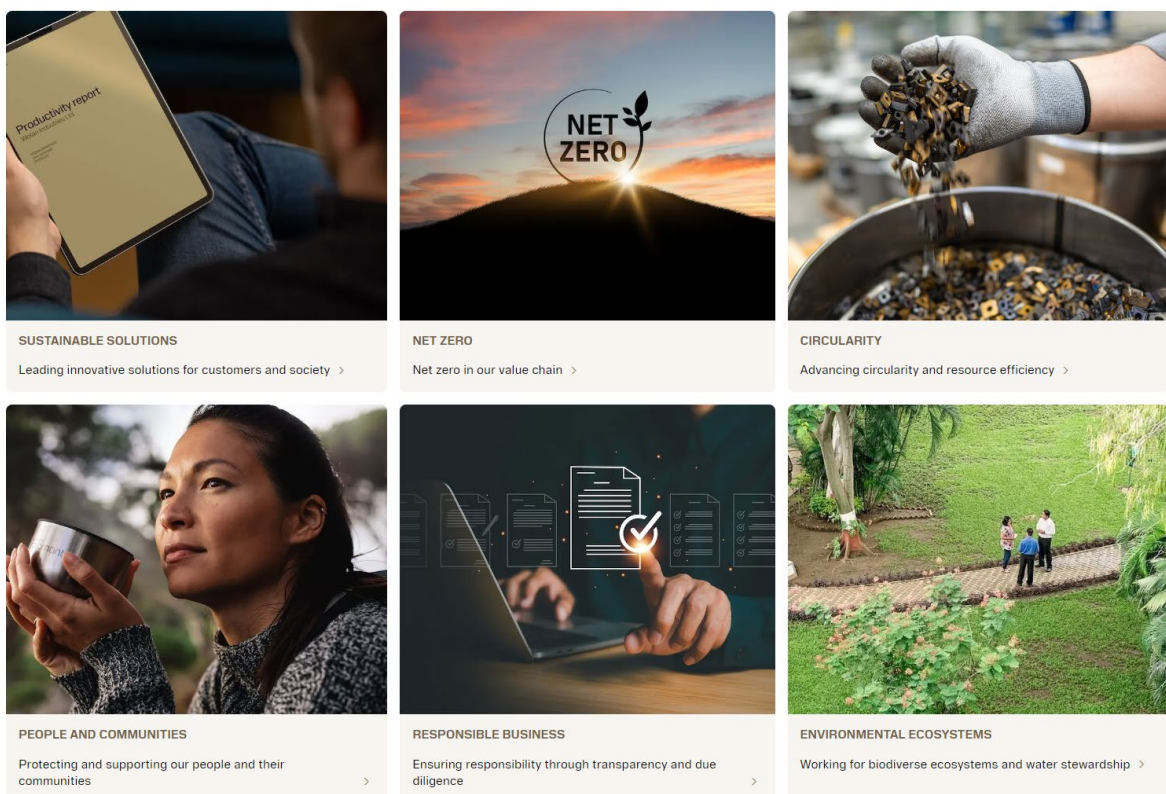 Productivity report
NET
ZERO
SUSTAINABLE SOLUTIONS
Leading innovative solutions for customers and society
NET ZERO
Net zero in our value chain
CIRCULARITY
Advancing circularity and resource efficiency
PEOPLE AND COMMUNITIES
Protecting and supporting our people and their
communities
RESPONSIBLE BUSINESS
Ensuring responsibility through transparency and due
diligence
ENVIRONMENTAL ECOSYSTEMS
Working for biodiverse ecosystems and water stewardship